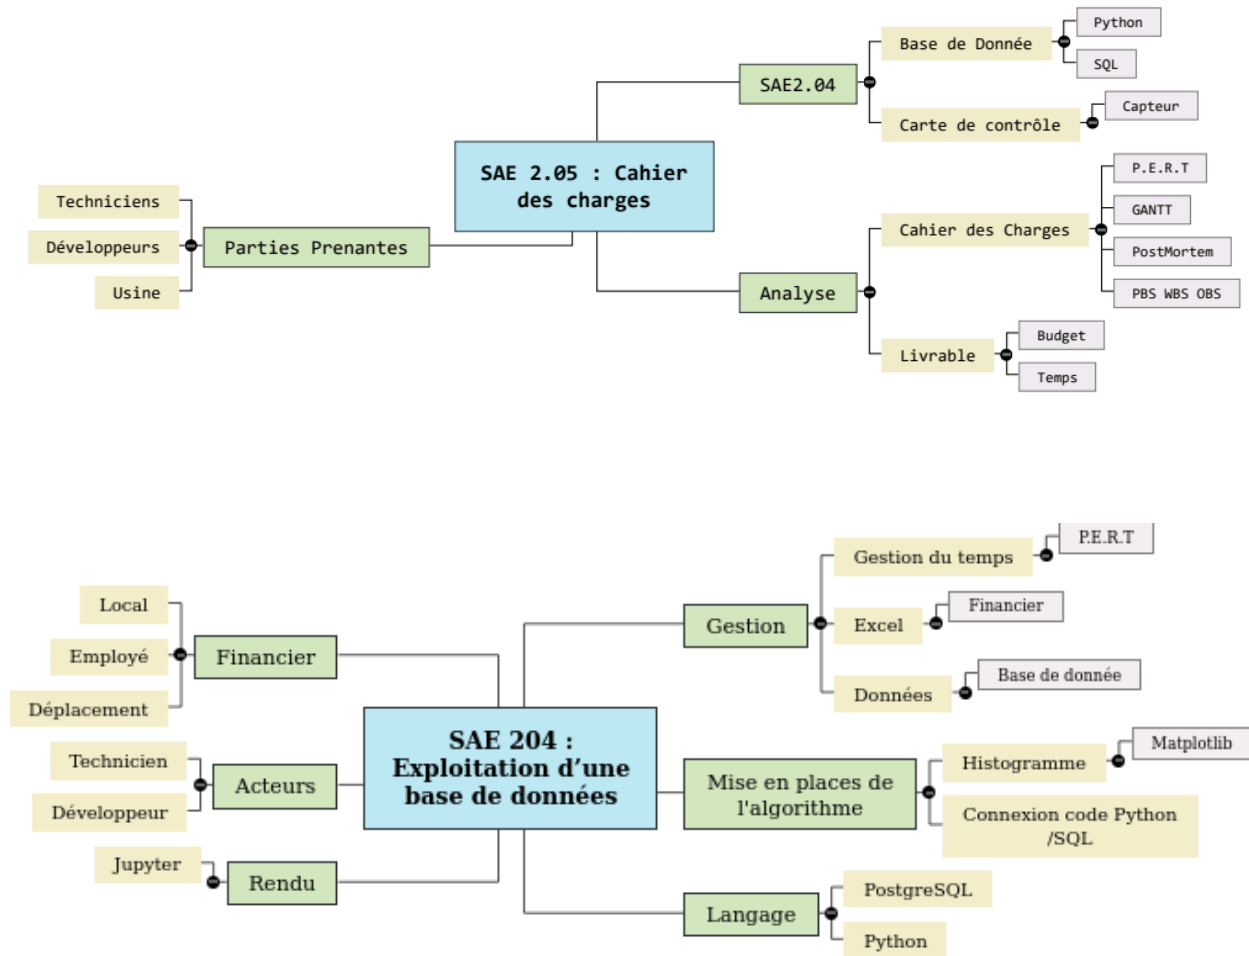 Python
Base de Donnée
SQL
SAE2.04
Capteur
Carte de contrôle
SAE 2.05 : Cahier
des charges
Techniciens
Développeurs
Usine
Parties Prenantes
P.E.R.T
GANTT
Cahier des Charges
PostMortem
PBS WBS OBS
Analyse
Budget
Livrable
Temps
P.E.R.T
Gestion du temps
Financier
Gestion
Excel
Base de donnée
Données
Local
Employé
Financier
Déplacement
SAE 204 :
Exploitation d’une
base de données
Technicien
Acteurs
Développeur
Jupyter
Rendu
Matplotlib
Histogramme
Mise en places de
l'algorithme
Connexion code Python
/SQL
PostgreSQL
Langage
Python